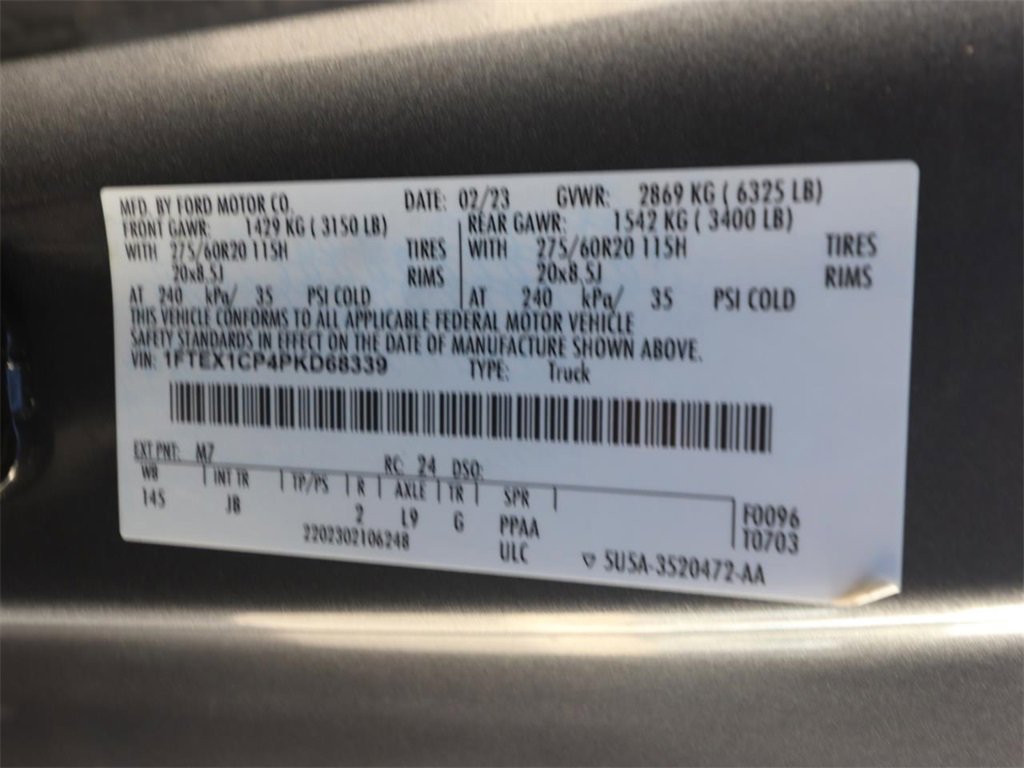 MFD. BY FORD MOTOR CO. DATE: 02/23 GVWR: 2869 KG ( 6325 LB)
FRONT GAWR: 1429 KG ( 3150 LB) REAR GAWR: 1542 KG ( 3400 LB)
WITH 275/60R20 115H TIRES WITH 275/60R20 115H TIRES
20x8.5J RIMS 20x8.5J RIMS
AT 240 kPa/ 35 PSI COLD AT 240 kPa/ 35 PSI COLD
THIS VEHICLE CONFORMS TO ALL APPLICABLE FEDERAL MOTOR VEHICLE
SAFETY STANDARDS IN EFFECT ON THE DATE OF MANUFACTURE SHOWN ABOVE.
VIN: 1FTEX1CP4PKD68339 TYPE: Truck
EXT PNT: M7 RC: 24 DSO:
WB INT TR TP/PS R AXLE TR SPR
145 JB 2 L9 G PPAA F0096
2202302106248 ULC T0703
5U5A-3520472-AA